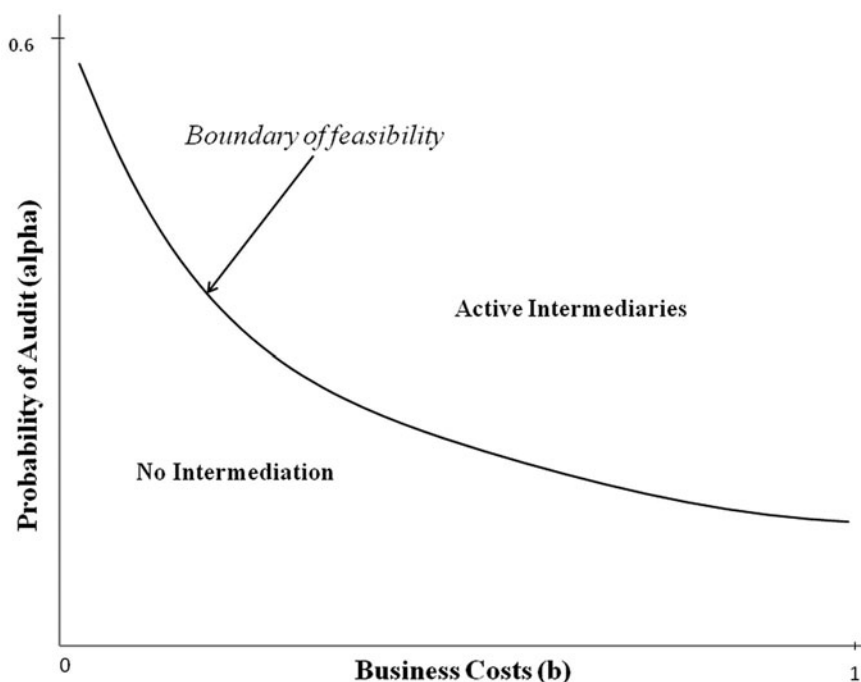 0.6
Boundary of feasibility
Probability of Audit (alpha)
Active Intermediaries
No Intermediation
0
Business Costs (b)
1